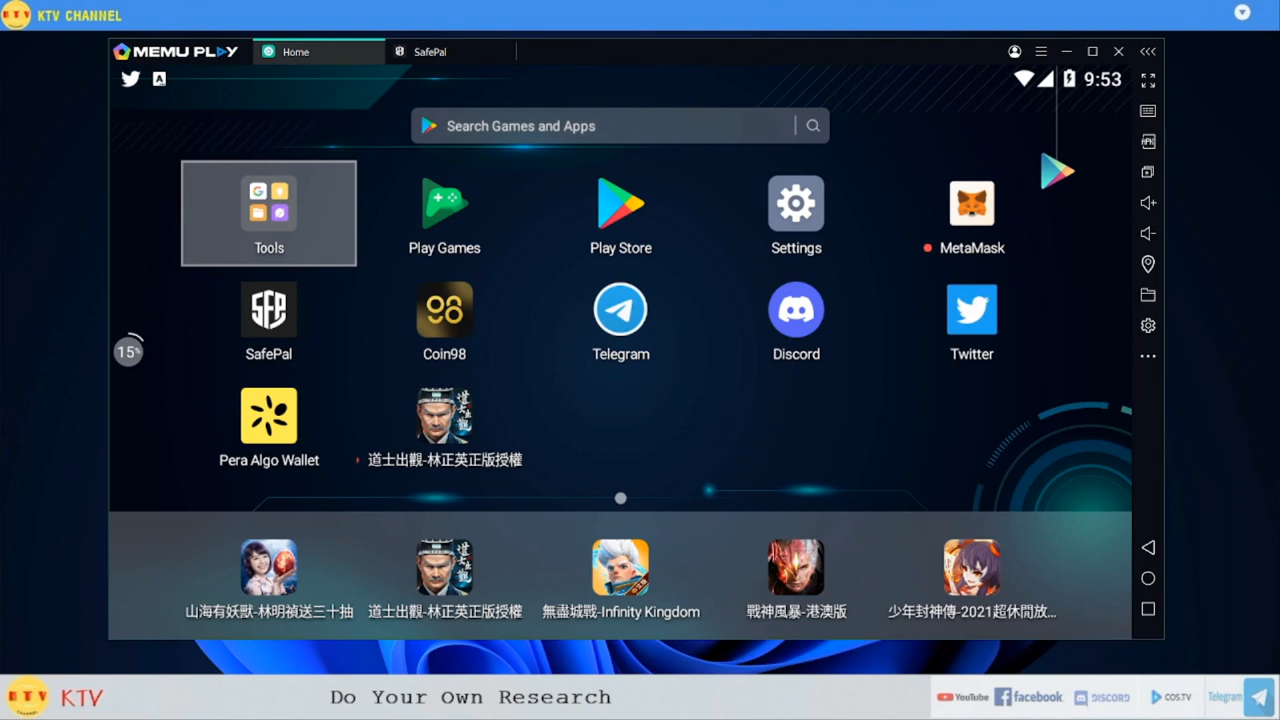 KTV KTV CHANNEL
MEMU PLAY
Home
SafePal
9:53
Search Games and Apps
Tools
Play Games
Play Store
Settings
MetaMask
SafePal
Coin98
Telegram
Discord
Twitter
15%
Pera Algo Wallet
道士出觀-林正英正版授權
山海有妖獸-林明禎送三十抽
道士出觀-林正英正版授權
無盡城戰-Infinity Kingdom
戰神風暴-港澳版
少年封神傳-2021超休閒放...
KTV CHANNEL
KTV
Do Your Own Research
YouTube
facebook
DISCORD
COS.TV
Telegram